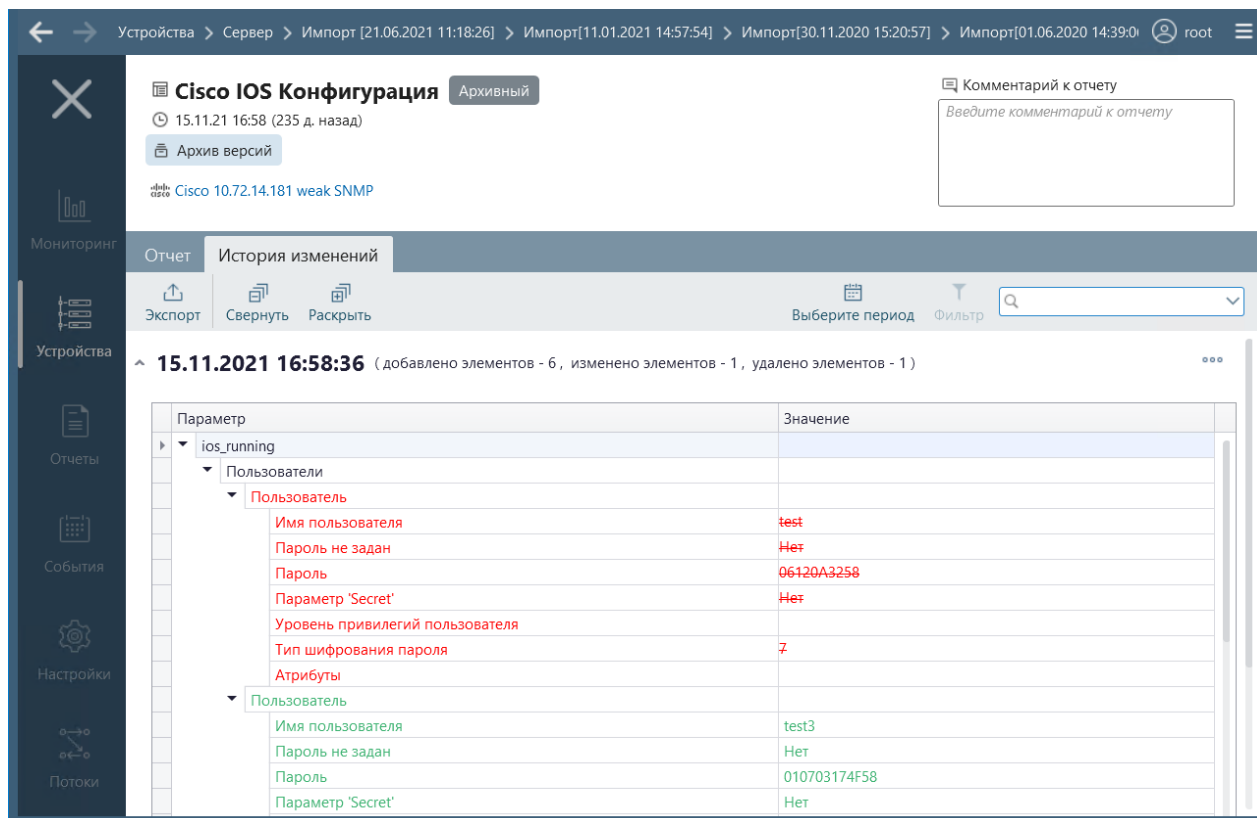 Устройства > Сервер > Импорт [21.06.2021 11:18:26] > Импорт[11.01.2021 14:57:54] > Импорт[30.11.2020 15:20:57] > Импорт[01.06.2020 14:39:0 root
Cisco IOS Конфигурация Архивный
15.11.21 16:58 (235 д. назад)
Архив версий
Cisco 10.72.14.181 weak SNMP
Комментарий к отчету
Введите комментарий к отчету
Мониторинг
Устройства
Отчеты
События
Настройки
Потоки
Отчет История изменений
Экспорт Свернуть Раскрыть Выберите период Фильтр
15.11.2021 16:58:36 ( добавлено элементов - 6 , изменено элементов - 1 , удалено элементов - 1 )
Параметр Значение
ios_running
Пользователи
Пользователь
Имя пользователя test
Пароль не задан Нет
Пароль 06120A3258
Параметр 'Secret' Нет
Уровень привилегий пользователя
Тип шифрования пароля 7
Атрибуты
Пользователь
Имя пользователя test3
Пароль не задан Нет
Пароль 010703174F58
Параметр 'Secret' Нет